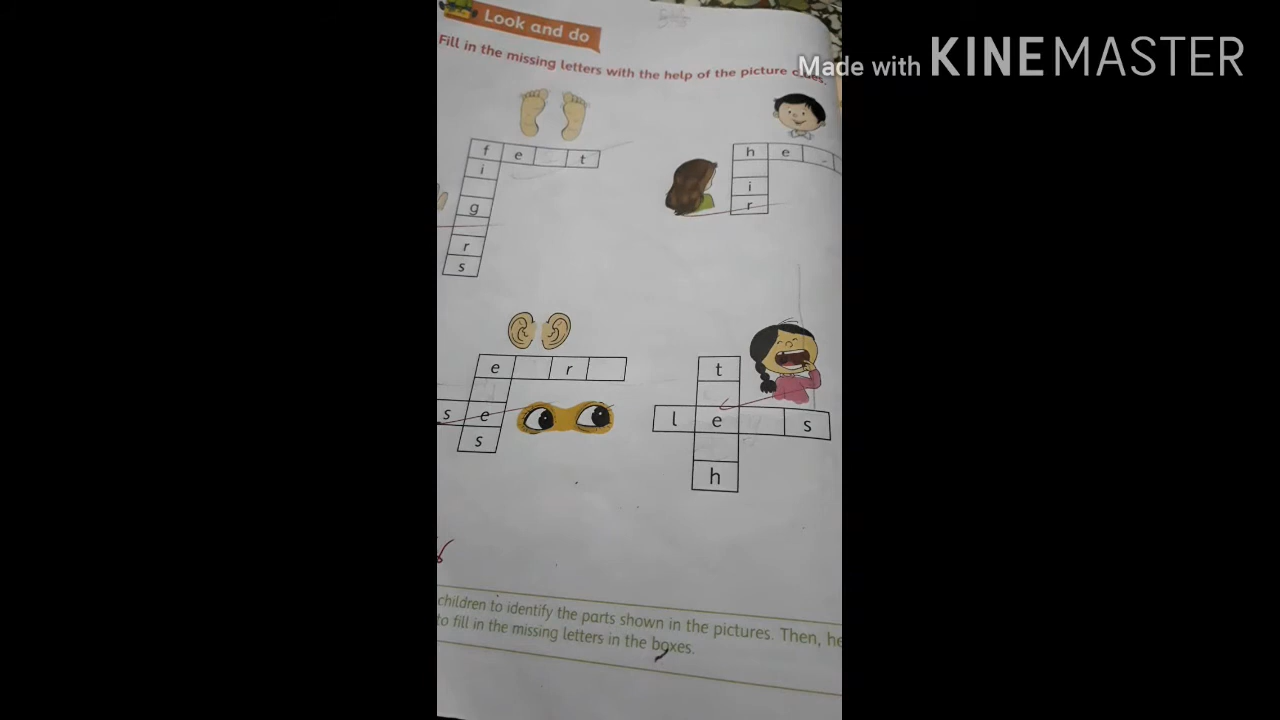 Made with KINEMASTER
Look and do
Fill in the missing letters with the help of the picture clues.
f e t
i
g
r
s
h e
i
r
e r
s e
s
t
l e s
h
children to identify the parts shown in the pictures. Then, he
to fill in the missing letters in the boxes.